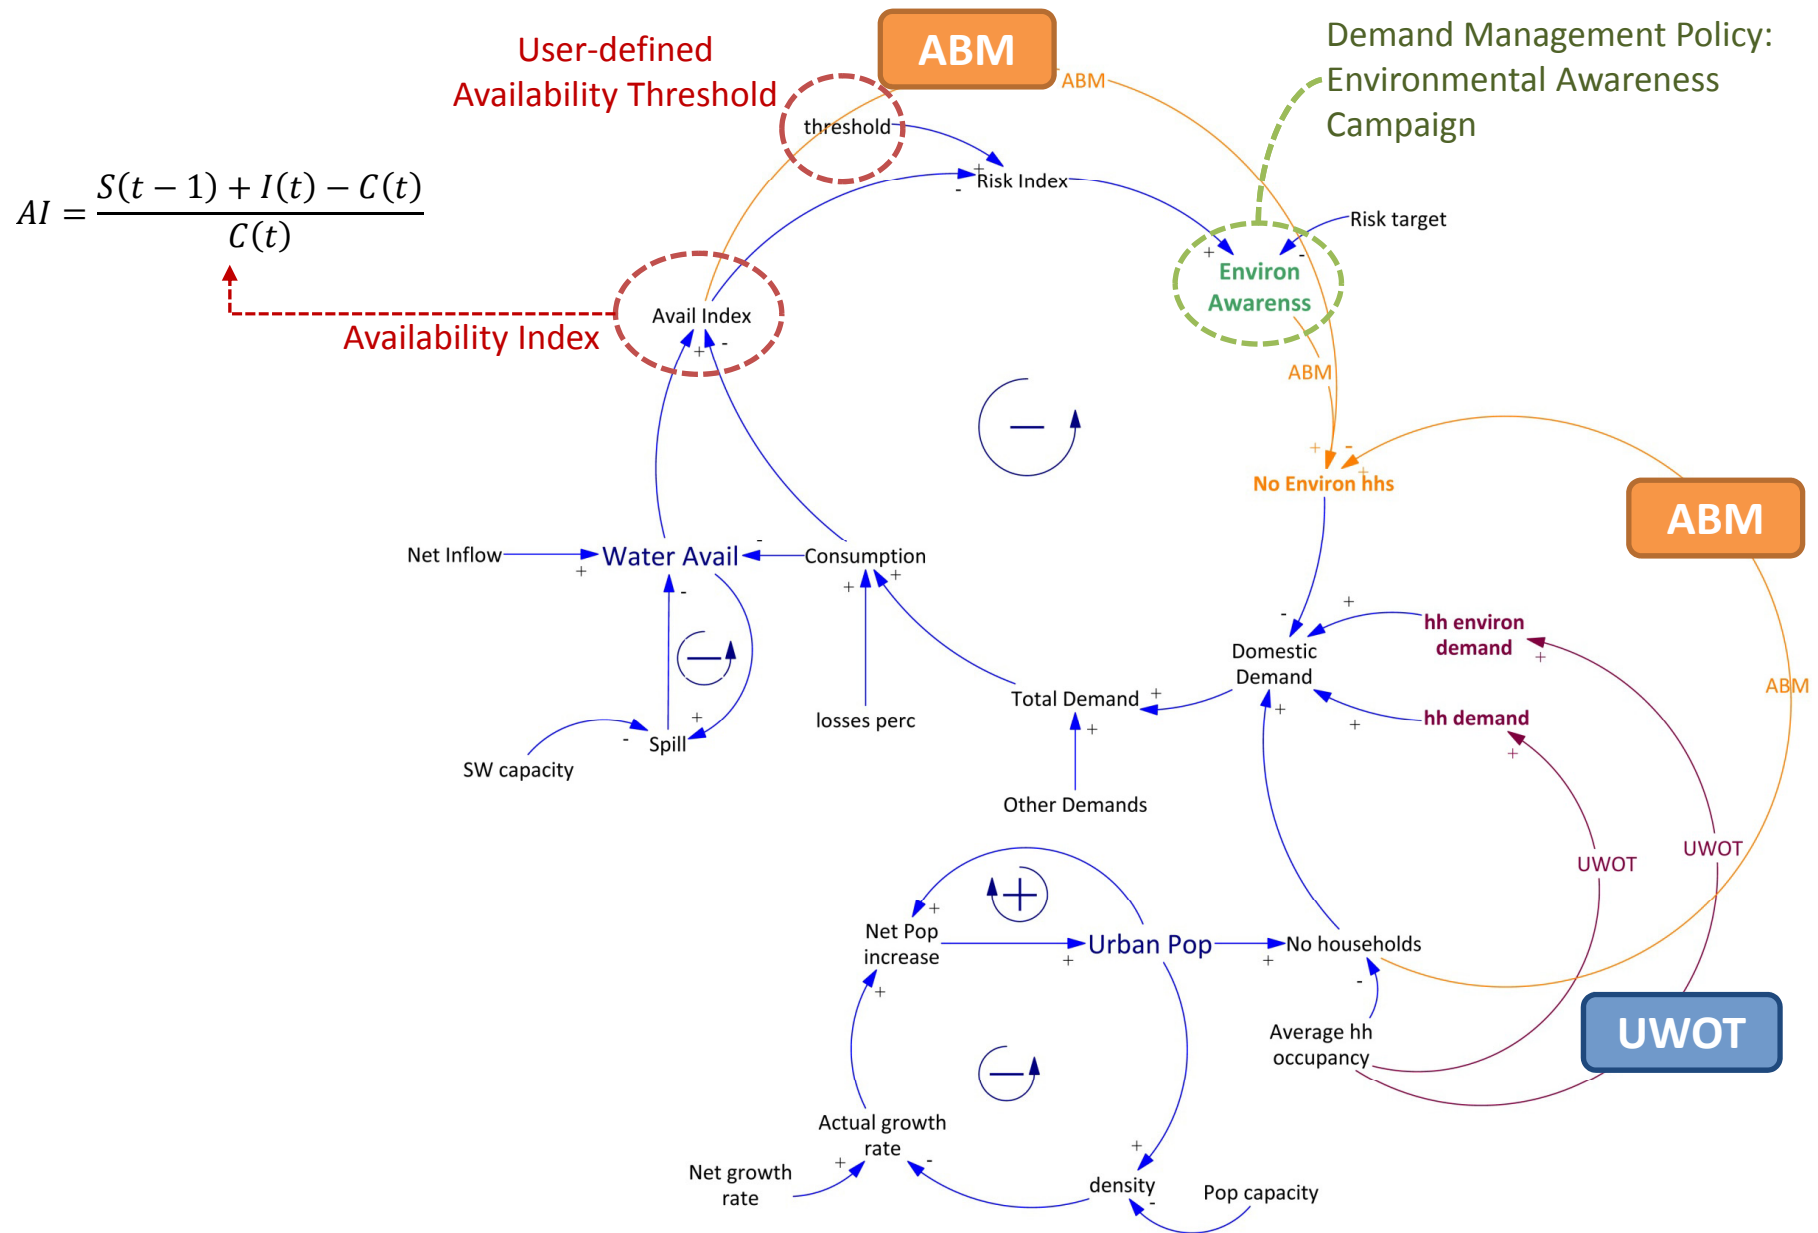 User-defined
Availability Threshold
ABM
ABM
Demand Management Policy:
Environmental Awareness
Campaign
threshold
+
-
Risk Index
AI = \frac{S(t − 1) + I(t) − C(t)}{C(t)}
Risk target
+
-
Environ
Awarenss
Avail Index
Availability Index
+
-
ABM
−
+
-
+
No Environ hhs
ABM
Net Inflow
+
Water Avail
-
Consumption
+
+
-
−
-
+
+
hh environ
demand
+
Domestic
Demand
ABM
Total Demand
+
+
hh demand
+
+
+
losses perc
+
-
Spill
SW capacity
Other Demands
UWOT
UWOT
+
+
Net Pop
increase
+
Urban Pop
+
No households
-
+
Average hh
occupancy
UWOT
−
Actual growth
rate
+
-
+
Net growth
rate
density
-
Pop capacity